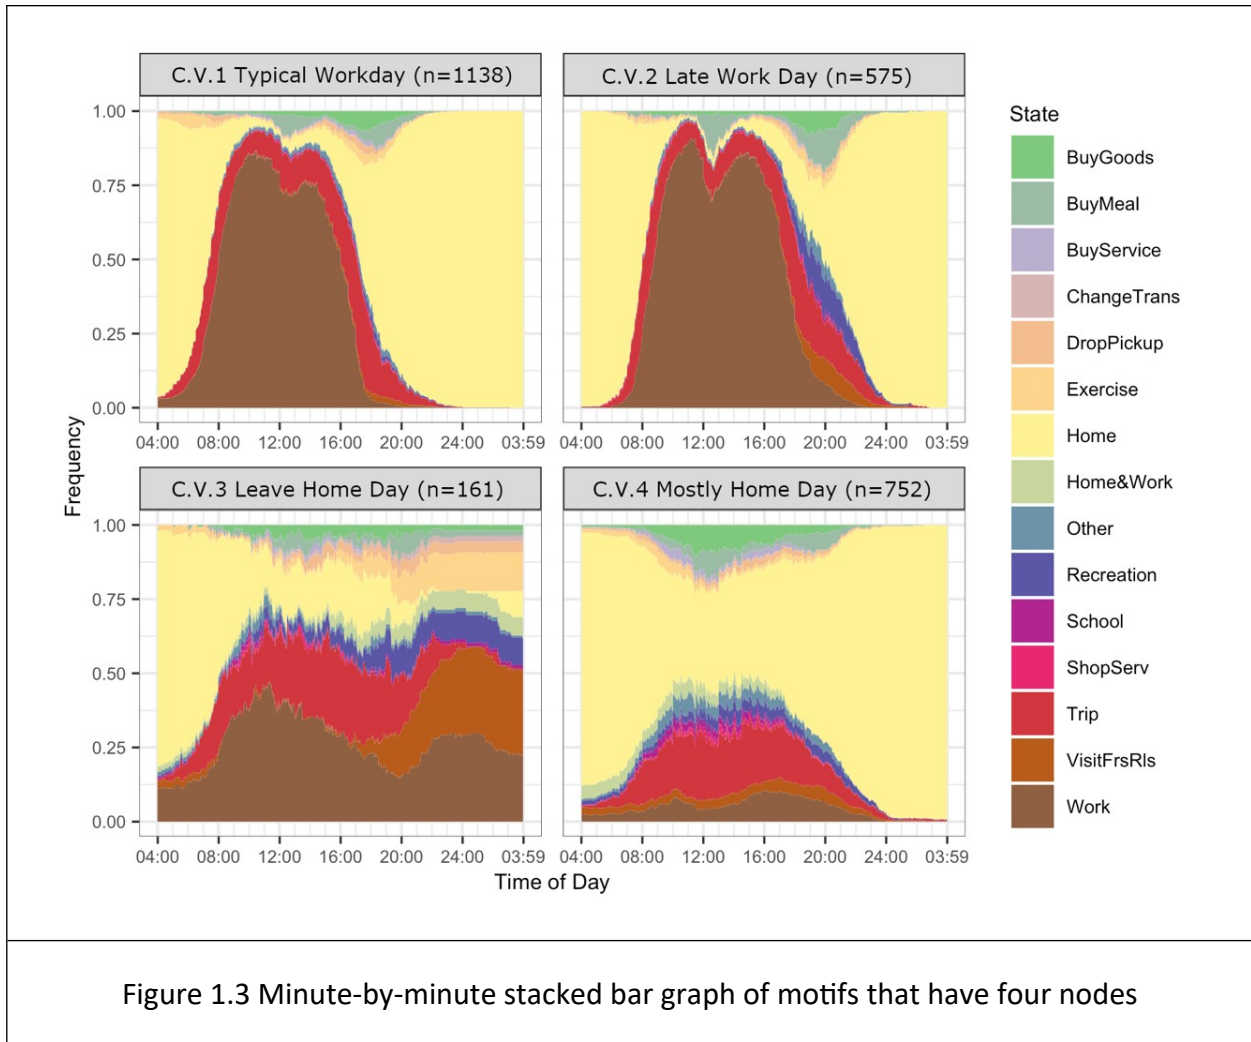 C.V.1 Typical Workday (n=1138)
C.V.2 Late Work Day (n=575)
1.00
0.75
0.50
0.25
0.00
04:00 08:00 12:00 16:00 20:00 24:00 03:59
04:00 08:00 12:00 16:00 20:00 24:00 03:59
C.V.3 Leave Home Day (n=161)
C.V.4 Mostly Home Day (n=752)
1.00
0.75
0.50
0.25
0.00
04:00 08:00 12:00 16:00 20:00 24:00 03:59
04:00 08:00 12:00 16:00 20:00 24:00 03:59
Frequency
Time of Day
State
BuyGoods
BuyMeal
BuyService
ChangeTrans
DropPickup
Exercise
Home
Home&Work
Other
Recreation
School
ShopServ
Trip
VisitFrsRls
Work
Figure 1.3 Minute-by-minute stacked bar graph of motifs that have four nodes